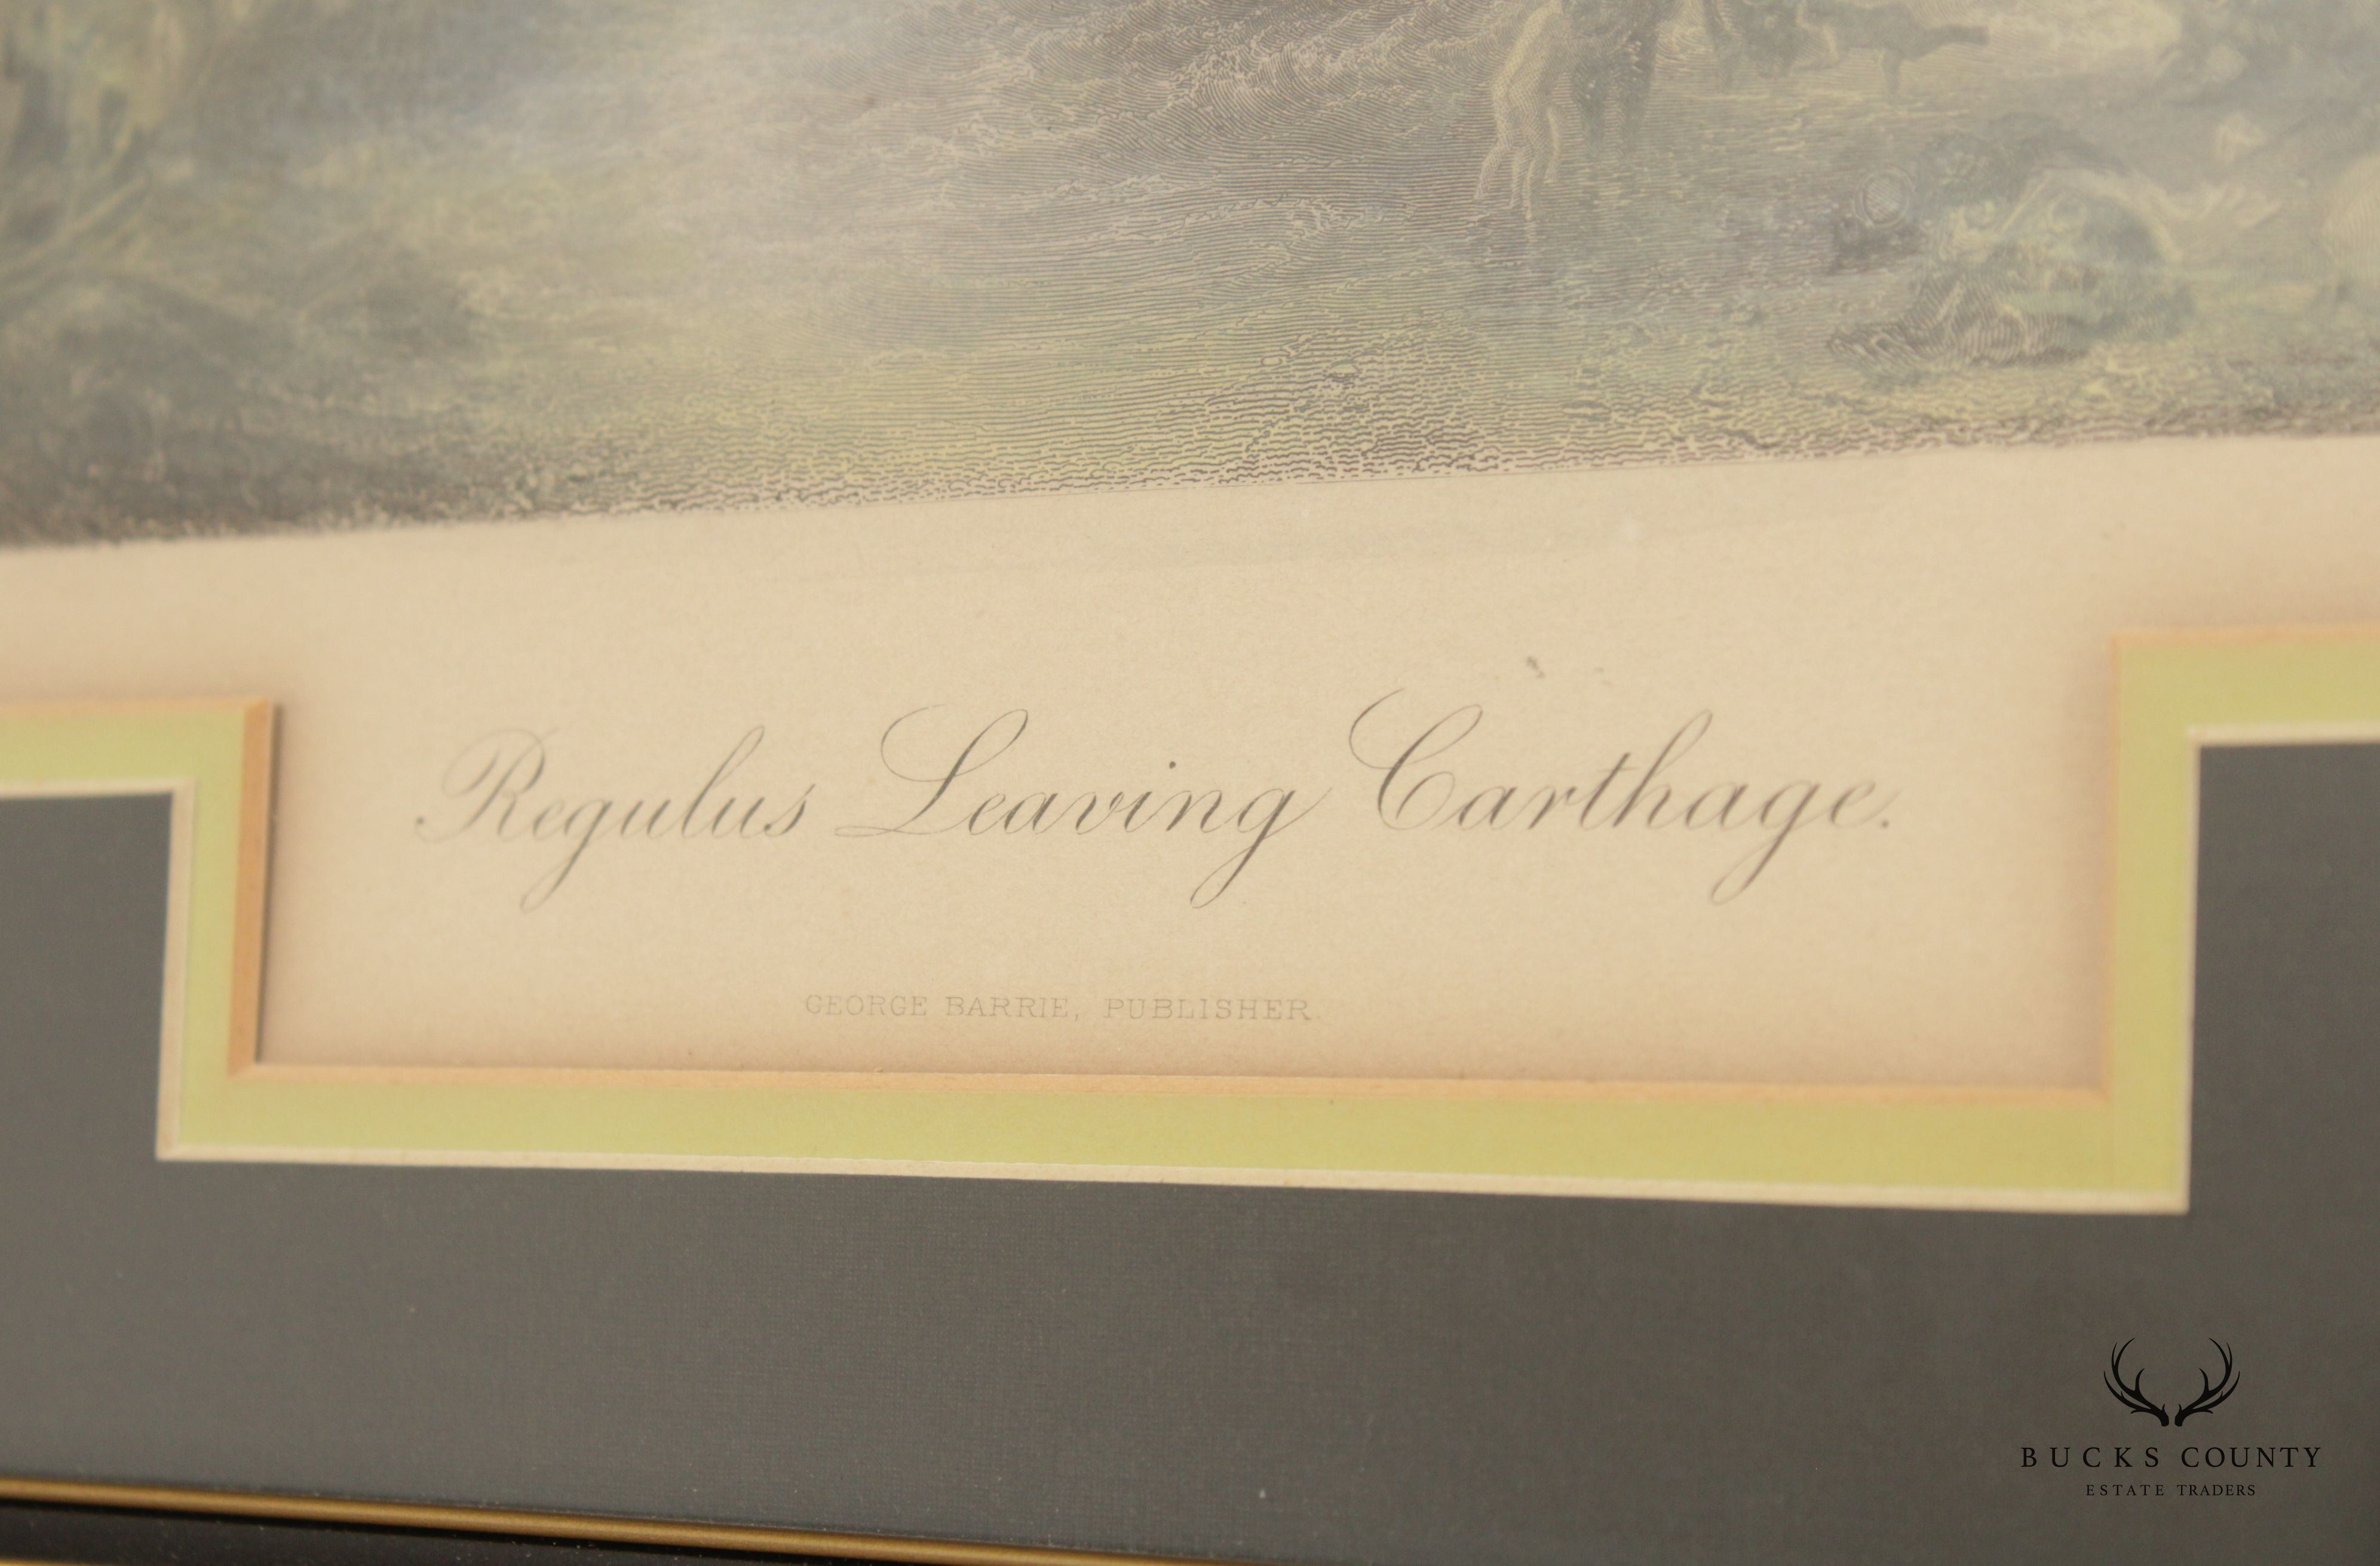 Regulus Leaving Carthage.
GEORGE BARRIE, PUBLISHER.
BUCKS COUNTY
ESTATE TRADERS